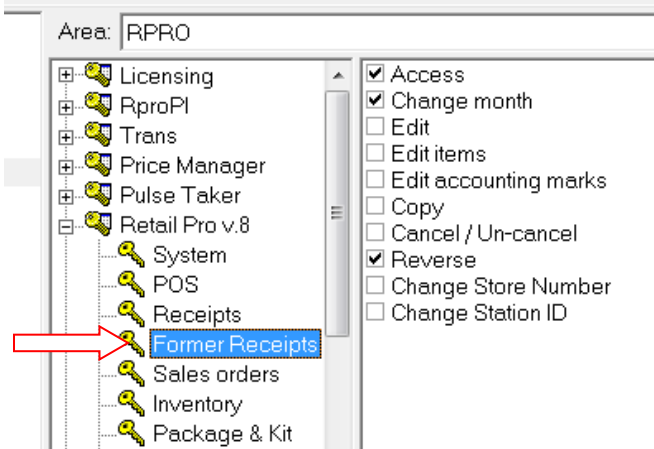 Area: RPRO
Licensing
RproPI
Trans
Price Manager
Pulse Taker
Retail Pro v.8
System
POS
Receipts
Former Receipts
Sales orders
Inventory
Package & Kit
Access
Change month
Edit
Edit items
Edit accounting marks
Copy
Cancel / Un-cancel
Reverse
Change Store Number
Change Station ID